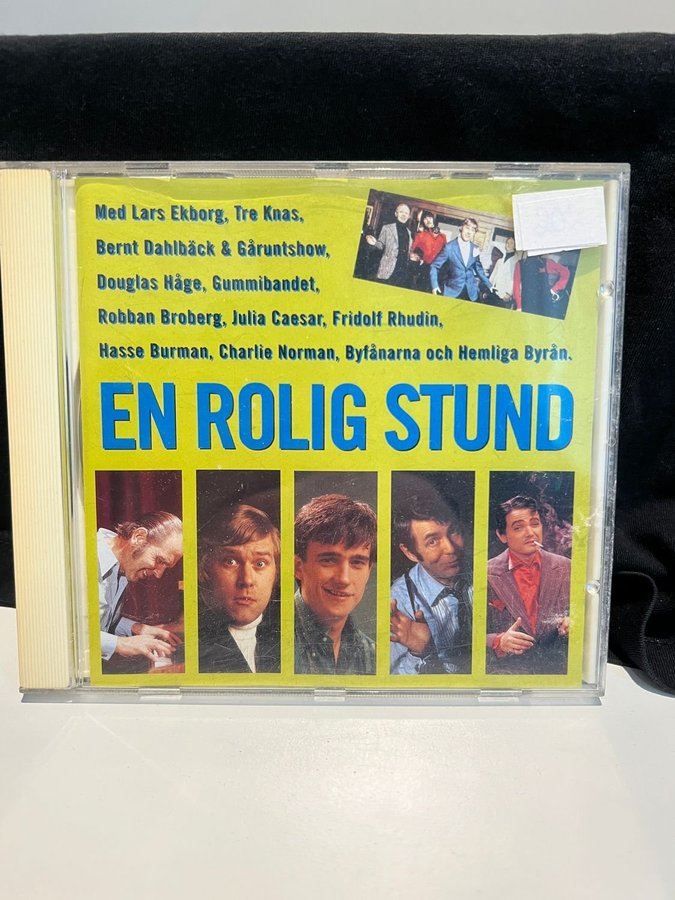 Med Lars Ekborg, Tre Knas,
Bernt Dahlbäck & Gåruntshow,
Douglas Håge, Gummibandet,
Robban Broberg, Julia Caesar, Fridolf Rhudin,
Hasse Burman, Charlie Norman, Byfånarna och Hemliga Byrån.
EN ROLIG STUND